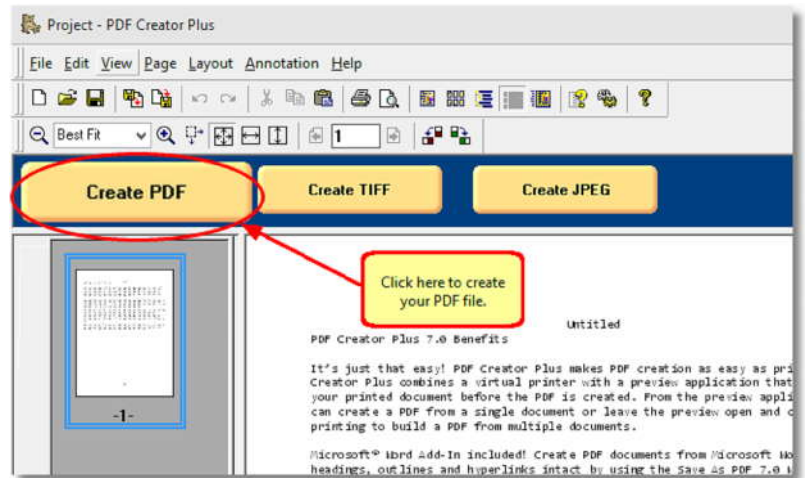 Project - PDF Creator Plus
File Edit View Page Layout Annotation Help
Best Fit 1
Create PDF Create TIFF Create JPEG
Click here to create
your PDF file.
Untitled
PDF Creator Plus 7.0 Benefits
It's just that easy! PDF Creator Plus makes PDF creation as easy as pri
Creator Plus combines a virtual printer with a preview application that
your printed document before the PDF is created. From the preview appli
can create a PDF from a single document or leave the preview open and c
printing to build a PDF from multiple documents.
-1-
Microsoft® Word Add-In included! Create PDF documents from Microsoft Wo
headings, outlines and hyperlinks intact by using the Save As PDF 7.0